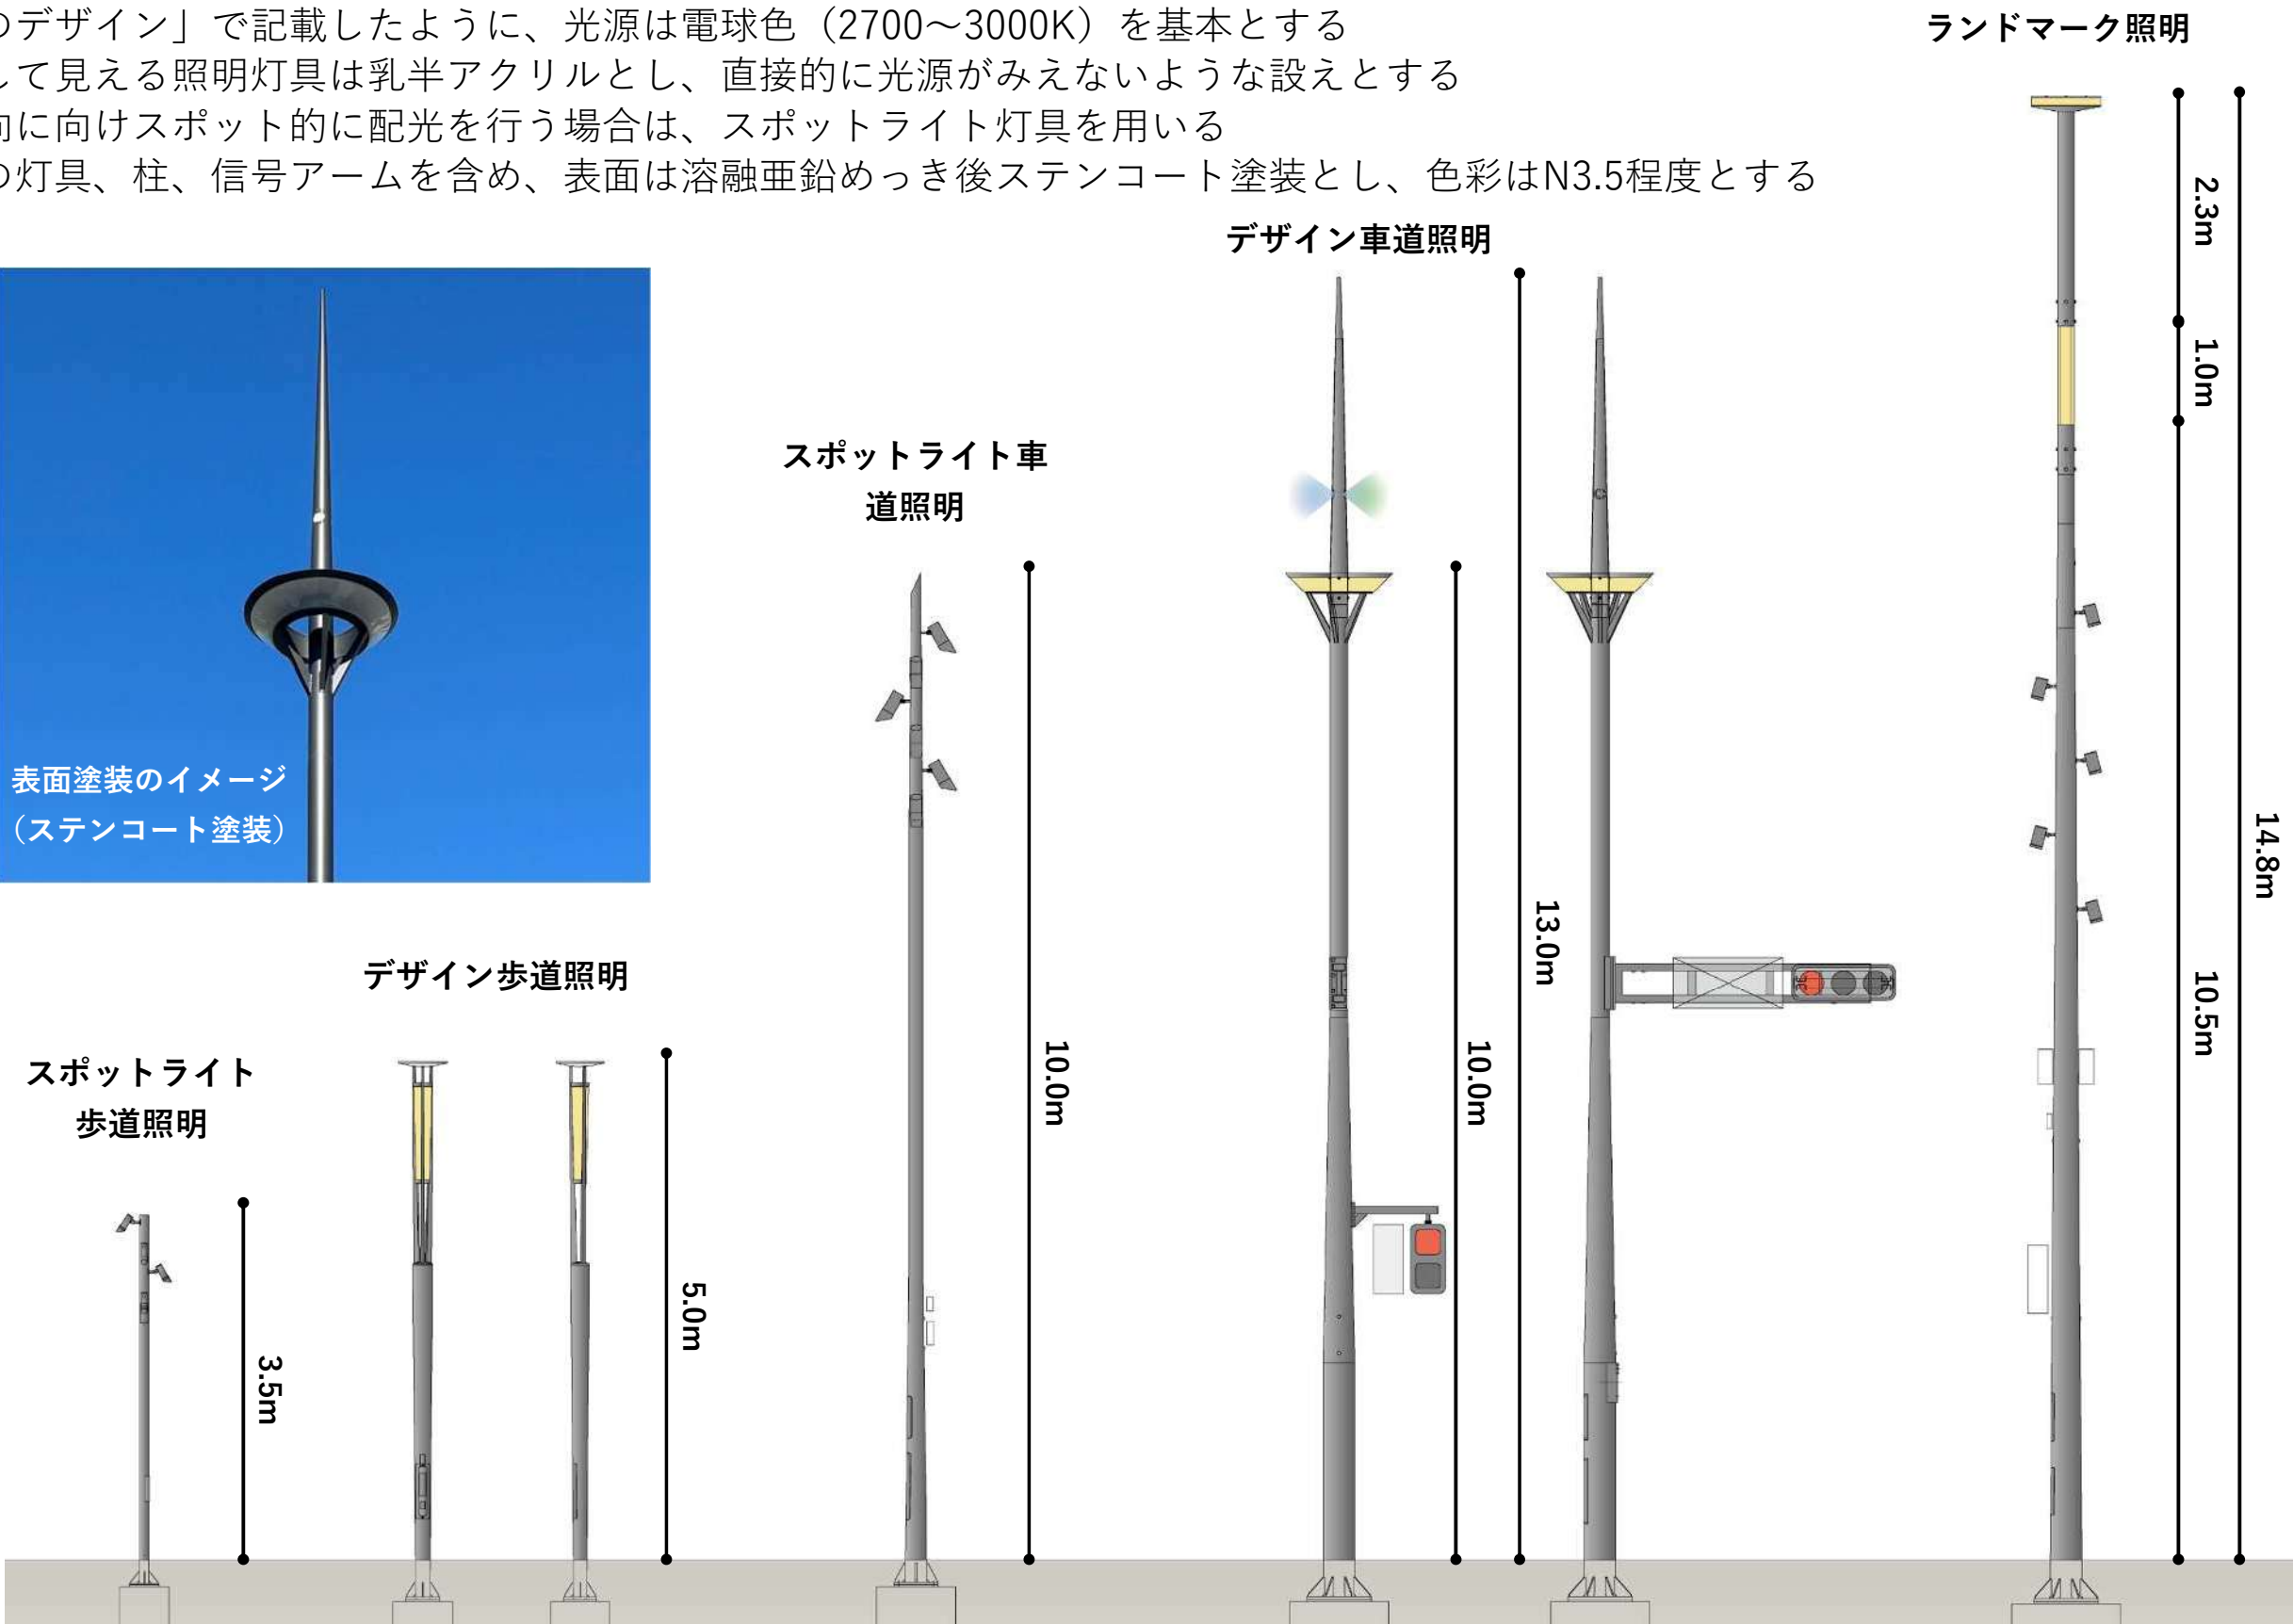 のデザイン」で記載したように、光源は電球色（2700～3000K）を基本とする
して見える照明灯具は乳半アクリルとし、直接的に光源がみえないような設えとする
向に向けスポット的に配光を行う場合は、スポットライト灯具を用いる
の灯具、柱、信号アームを含め、表面は溶融亜鉛めっき後ステンコート塗装とし、色彩はN3.5程度とする
ランドマーク照明
デザイン車道照明
スポットライト車
道照明
表面塗装のイメージ
（ステンコート塗装）
デザイン歩道照明
スポットライト
歩道照明
3.5m
5.0m
10.0m
10.0m
13.0m
2.3m
1.0m
10.5m
14.8m